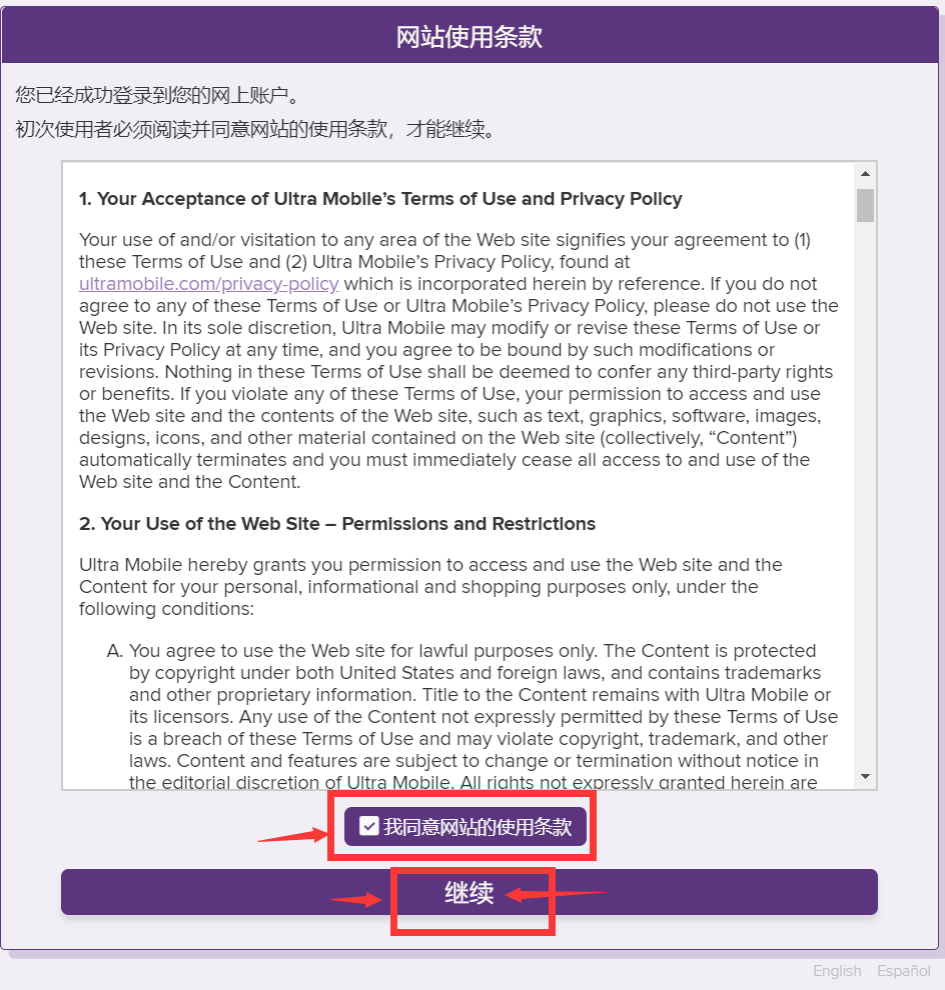 网站使用条款
您已经成功登录到您的网上账户。
初次使用者必须阅读并同意网站的使用条款，才能继续。
1. Your Acceptance of Ultra Mobile’s Terms of Use and Privacy Policy
Your use of and/or visitation to any area of the Web site signifies your agreement to (1)
these Terms of Use and (2) Ultra Mobile’s Privacy Policy, found at
ultramobile.com/privacy-policy which is incorporated herein by reference. If you do not
agree to any of these Terms of Use or Ultra Mobile’s Privacy Policy, please do not use the
Web site. In its sole discretion, Ultra Mobile may modify or revise these Terms of Use or
its Privacy Policy at any time, and you agree to be bound by such modifications or
revisions. Nothing in these Terms of Use shall be deemed to confer any third-party rights
or benefits. If you violate any of these Terms of Use, your permission to access and use
the Web site and the contents of the Web site, such as text, graphics, software, images,
designs, icons, and other material contained on the Web site (collectively, “Content”)
automatically terminates and you must immediately cease all access to and use of the
Web site and the Content.
2. Your Use of the Web Site – Permissions and Restrictions
Ultra Mobile hereby grants you permission to access and use the Web site and the
Content for your personal, informational and shopping purposes only, under the
following conditions:
A. You agree to use the Web site for lawful purposes only. The Content is protected
by copyright under both United States and foreign laws, and contains trademarks
and other proprietary information. Title to the Content remains with Ultra Mobile or
its licensors. Any use of the Content not expressly permitted by these Terms of Use
is a breach of these Terms of Use and may violate copyright, trademark, and other
laws. Content and features are subject to change or termination without notice in
the editorial discretion of Ultra Mobile. All rights not expressly granted herein are
我同意网站的使用条款
继续
English Español